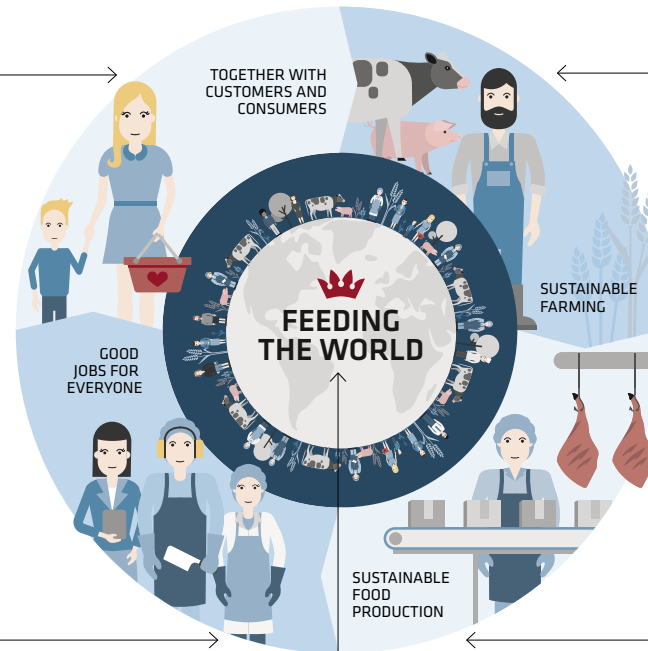 TOGETHER WITH
CUSTOMERS AND
CONSUMERS
SUSTAINABLE
FARMING
FEEDING
THE WORLD
GOOD
JOBS FOR
EVERYONE
SUSTAINABLE
FOOD
PRODUCTION